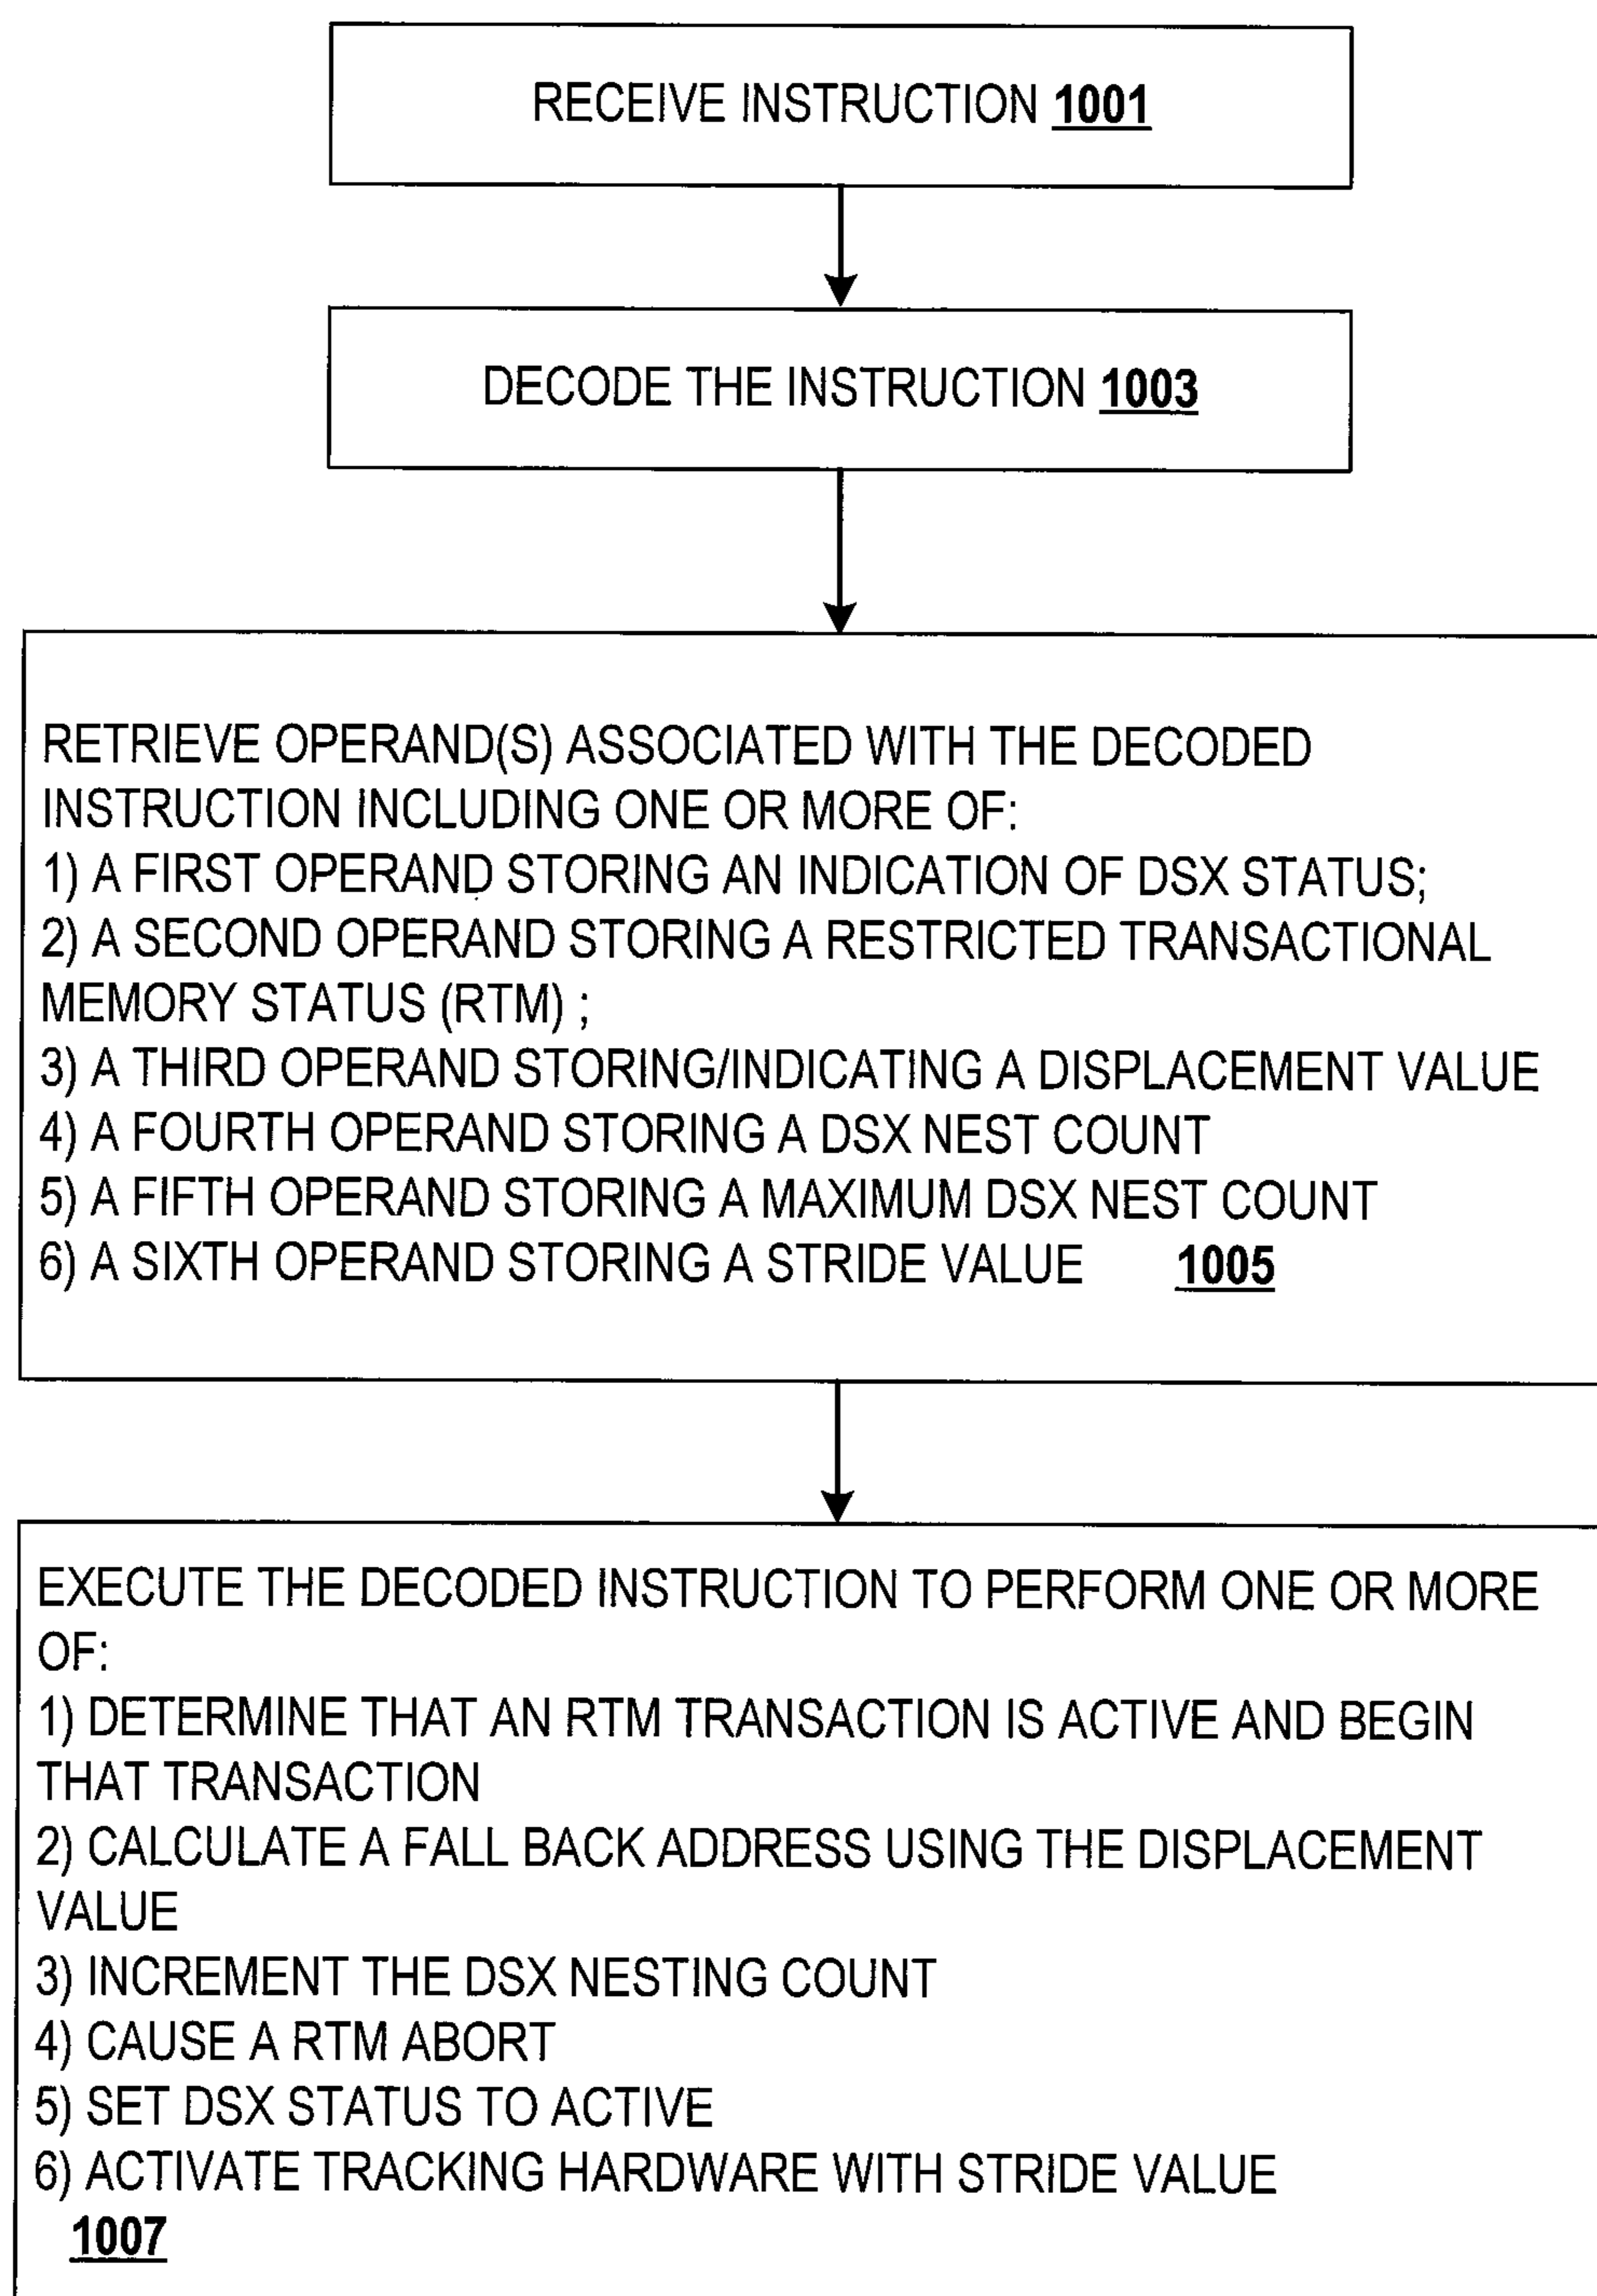 RECEIVE INSTRUCTION 1001
DECODE THE INSTRUCTION 1003
RETRIEVE OPERAND(S) ASSOCIATED WITH THE DECODED
INSTRUCTION INCLUDING ONE OR MORE OF:
1) A FIRST OPERAND STORING AN INDICATION OF DSX STATUS;
2) A SECOND OPERAND STORING A RESTRICTED TRANSACTIONAL
MEMORY STATUS (RTM) ;
3) A THIRD OPERAND STORING/INDICATING A DISPLACEMENT VALUE
4) A FOURTH OPERAND STORING A DSX NEST COUNT
5) A FIFTH OPERAND STORING A MAXIMUM DSX NEST COUNT
6) A SIXTH OPERAND STORING A STRIDE VALUE 1005
EXECUTE THE DECODED INSTRUCTION TO PERFORM ONE OR MORE
OF:
1) DETERMINE THAT AN RTM TRANSACTION IS ACTIVE AND BEGIN
THAT TRANSACTION
2) CALCULATE A FALL BACK ADDRESS USING THE DISPLACEMENT
VALUE
3) INCREMENT THE DSX NESTING COUNT
4) CAUSE A RTM ABORT
5) SET DSX STATUS TO ACTIVE
6) ACTIVATE TRACKING HARDWARE WITH STRIDE VALUE
1007